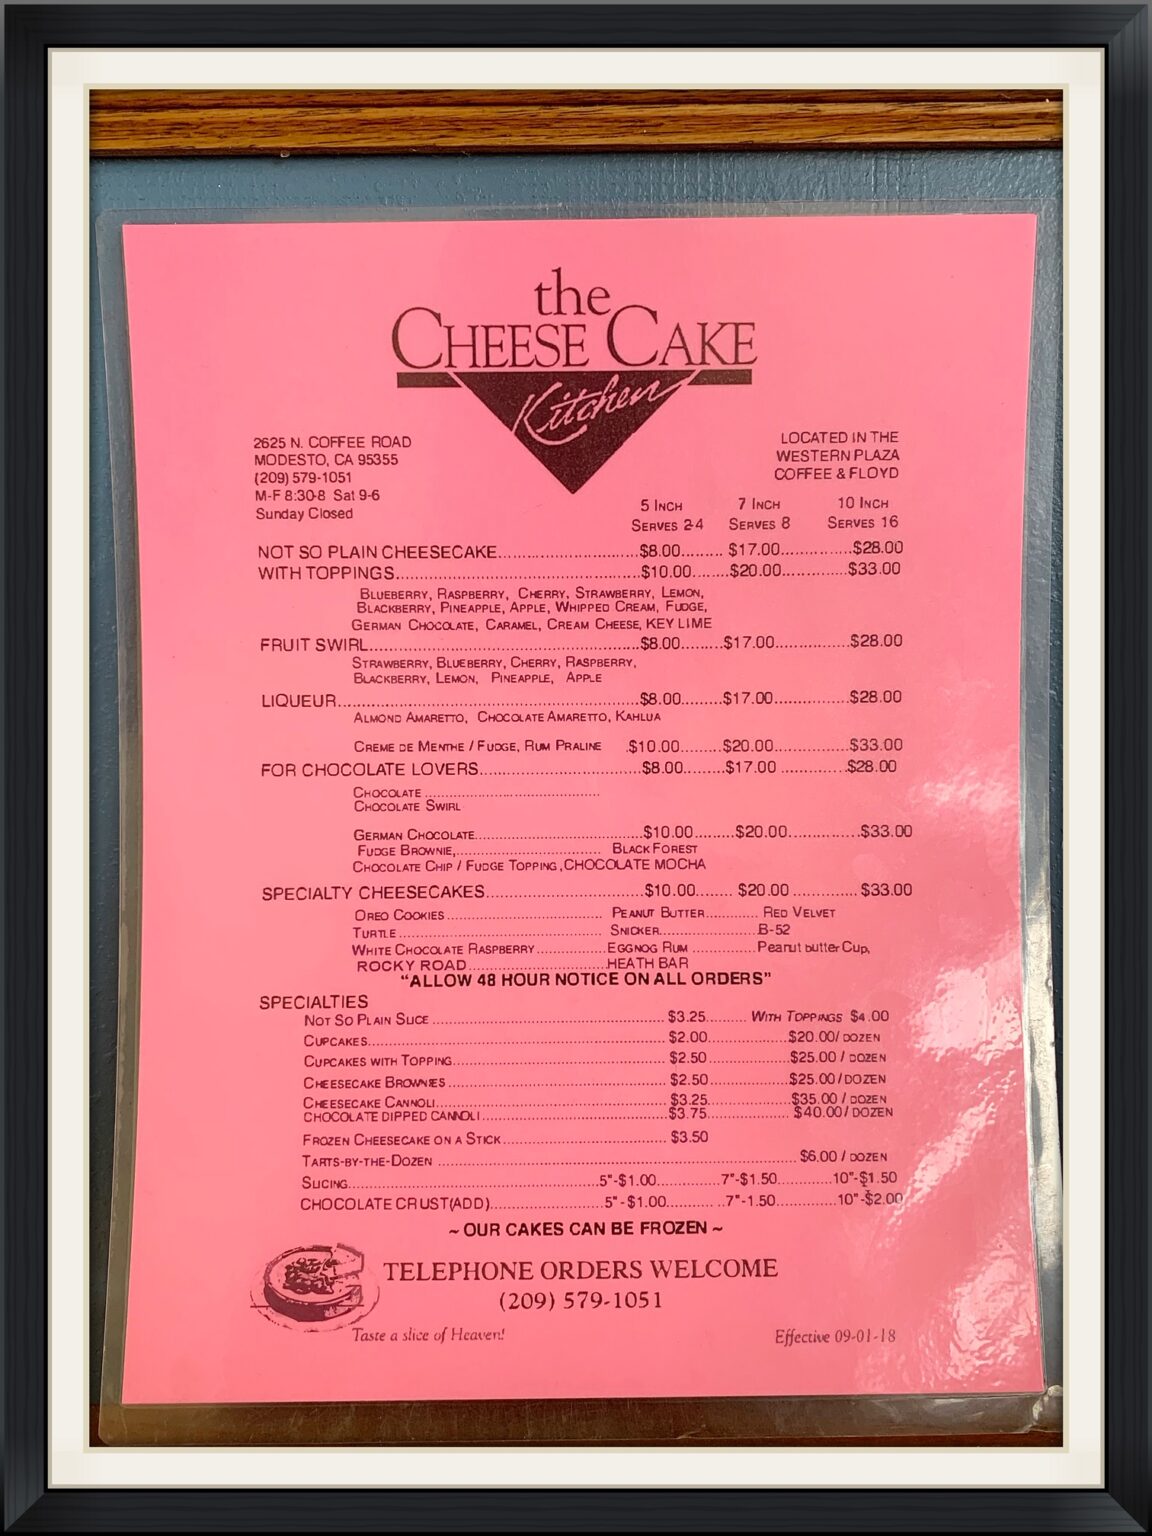 the
CHEESE CAKE
Kitchen
2625 N. COFFEE ROAD
MODESTO, CA 95355
(209) 579-1051
M-F 8:30-8 Sat 9-6
Sunday Closed
LOCATED IN THE
WESTERN PLAZA
COFFEE & FLOYD
5 INCH 7 INCH 10 INCH
SERVES 2-4 SERVES 8 SERVES 16
NOT SO PLAIN CHEESECAKE..............................$8.00........ $17.00...............$28.00
WITH TOPPINGS..............................$10.00........$20.00...............$33.00
BLUEBERRY, RASPBERRY, CHERRY, STRAWBERRY, LEMON,
BLACKBERRY, PINEAPPLE, APPLE, WHIPPED CREAM, FUDGE,
GERMAN CHOCOLATE, CARAMEL, CREAM CHEESE, KEY LIME
FRUIT SWIRL..............................$8.00.........$17.00...............$28.00
STRAWBERRY, BLUEBERRY, CHERRY, RASPBERRY,
BLACKBERRY, LEMON, PINEAPPLE, APPLE
LIQUEUR..............................$8.00.........$17.00...............$28.00
ALMOND AMARETTO, CHOCOLATE AMARETTO, KAHLUA
CREME DE MENTHE / FUDGE, RUM PRALINE .$10.00........$20.00...............$33.00
FOR CHOCOLATE LOVERS..............................$8.00.........$17.00 ...............$28.00
CHOCOLATE ..............................
CHOCOLATE SWIRL
GERMAN CHOCOLATE..............................$10.00.........$20.00...............$33.00
FUDGE BROWNIE,.............................. BLACK FOREST
CHOCOLATE CHIP / FUDGE TOPPING, CHOCOLATE MOCHA
SPECIALTY CHEESECAKES..............................$10.00........ $20.00 ...............$33.00
OREO COOKIES.............................. PEANUT BUTTER............ RED VELVET
TURTLE.............................. SNICKER......................B-52
WHITE CHOCOLATE RASPBERRY...............EGGNOG RUM ...............Peanut butter Cup,
ROCKY ROAD..............................HEATH BAR
"ALLOW 48 HOUR NOTICE ON ALL ORDERS"
SPECIALTIES
NOT SO PLAIN SLICE.............................. $3.25......... WITH TOPPINGS $4.00
CUPCAKES.............................. $2.00..................$20.00/ DOZEN
CUPCAKES WITH TOPPING.............................. $2.50..................$25.00 / DOZEN
CHEESECAKE BROWNIES.............................. $2.50..................$25.00/DOZEN
CHEESECAKE CANNOLI..............................$3.25..................$35.00 / DOZEN
CHOCOLATE DIPPED CANNOLI..............................$3.75..................$40.00/ DOZEN
FROZEN CHEESECAKE ON A STICK.............................. $3.50
TARTS-BY-THE-DOZEN ..............................$6.00 / DOZEN
SLICING..............................5"-$1.00...............7"-$1.50.............10"-$1.50
CHOCOLATE CRUST(ADD)..............................5"-$1.00...............7"-1.50...............10"-$2.00
~ OUR CAKES CAN BE FROZEN ~
TELEPHONE ORDERS WELCOME
(209) 579-1051
Taste a slice of Heaven!
Effective 09-01-18